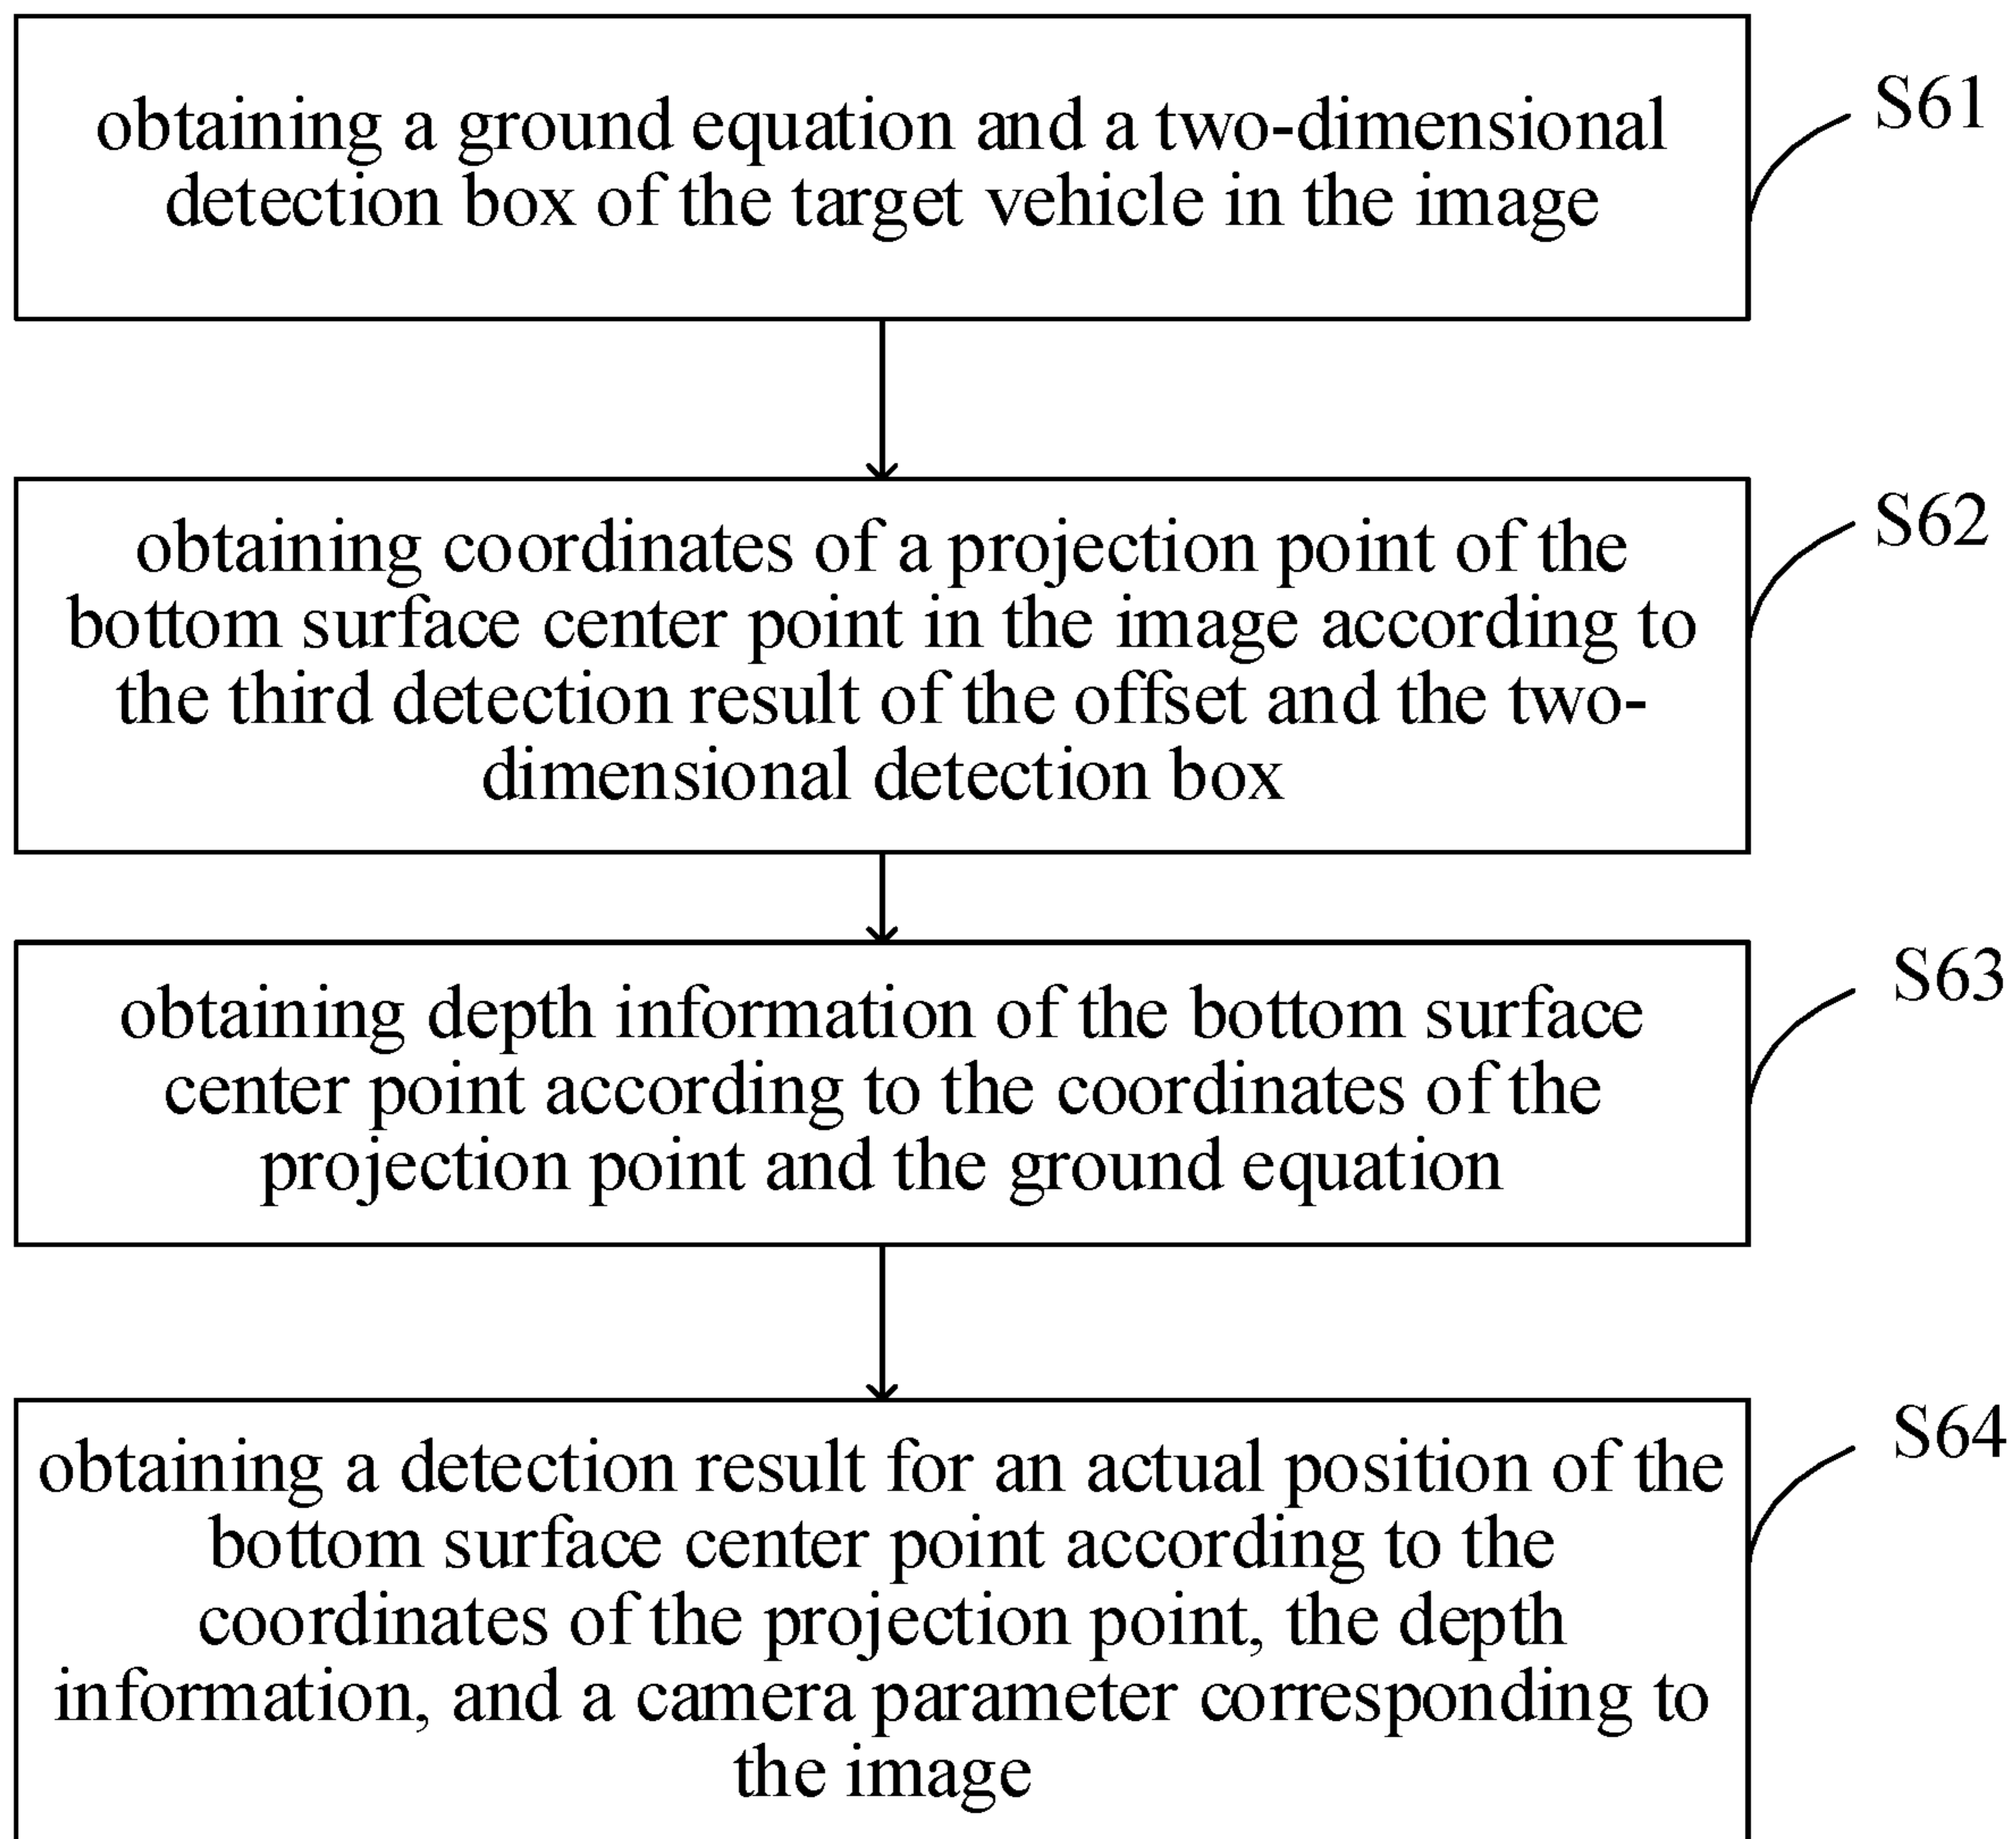 obtaining a ground equation and a two-dimensional
detection box of the target vehicle in the image
S61
obtaining coordinates of a projection point of the
bottom surface center point in the image according to
the third detection result of the offset and the two-
dimensional detection box
S62
obtaining depth information of the bottom surface
center point according to the coordinates of the
projection point and the ground equation
S63
obtaining a detection result for an actual position of the
bottom surface center point according to the
coordinates of the projection point, the depth
information, and a camera parameter corresponding to
the image
S64